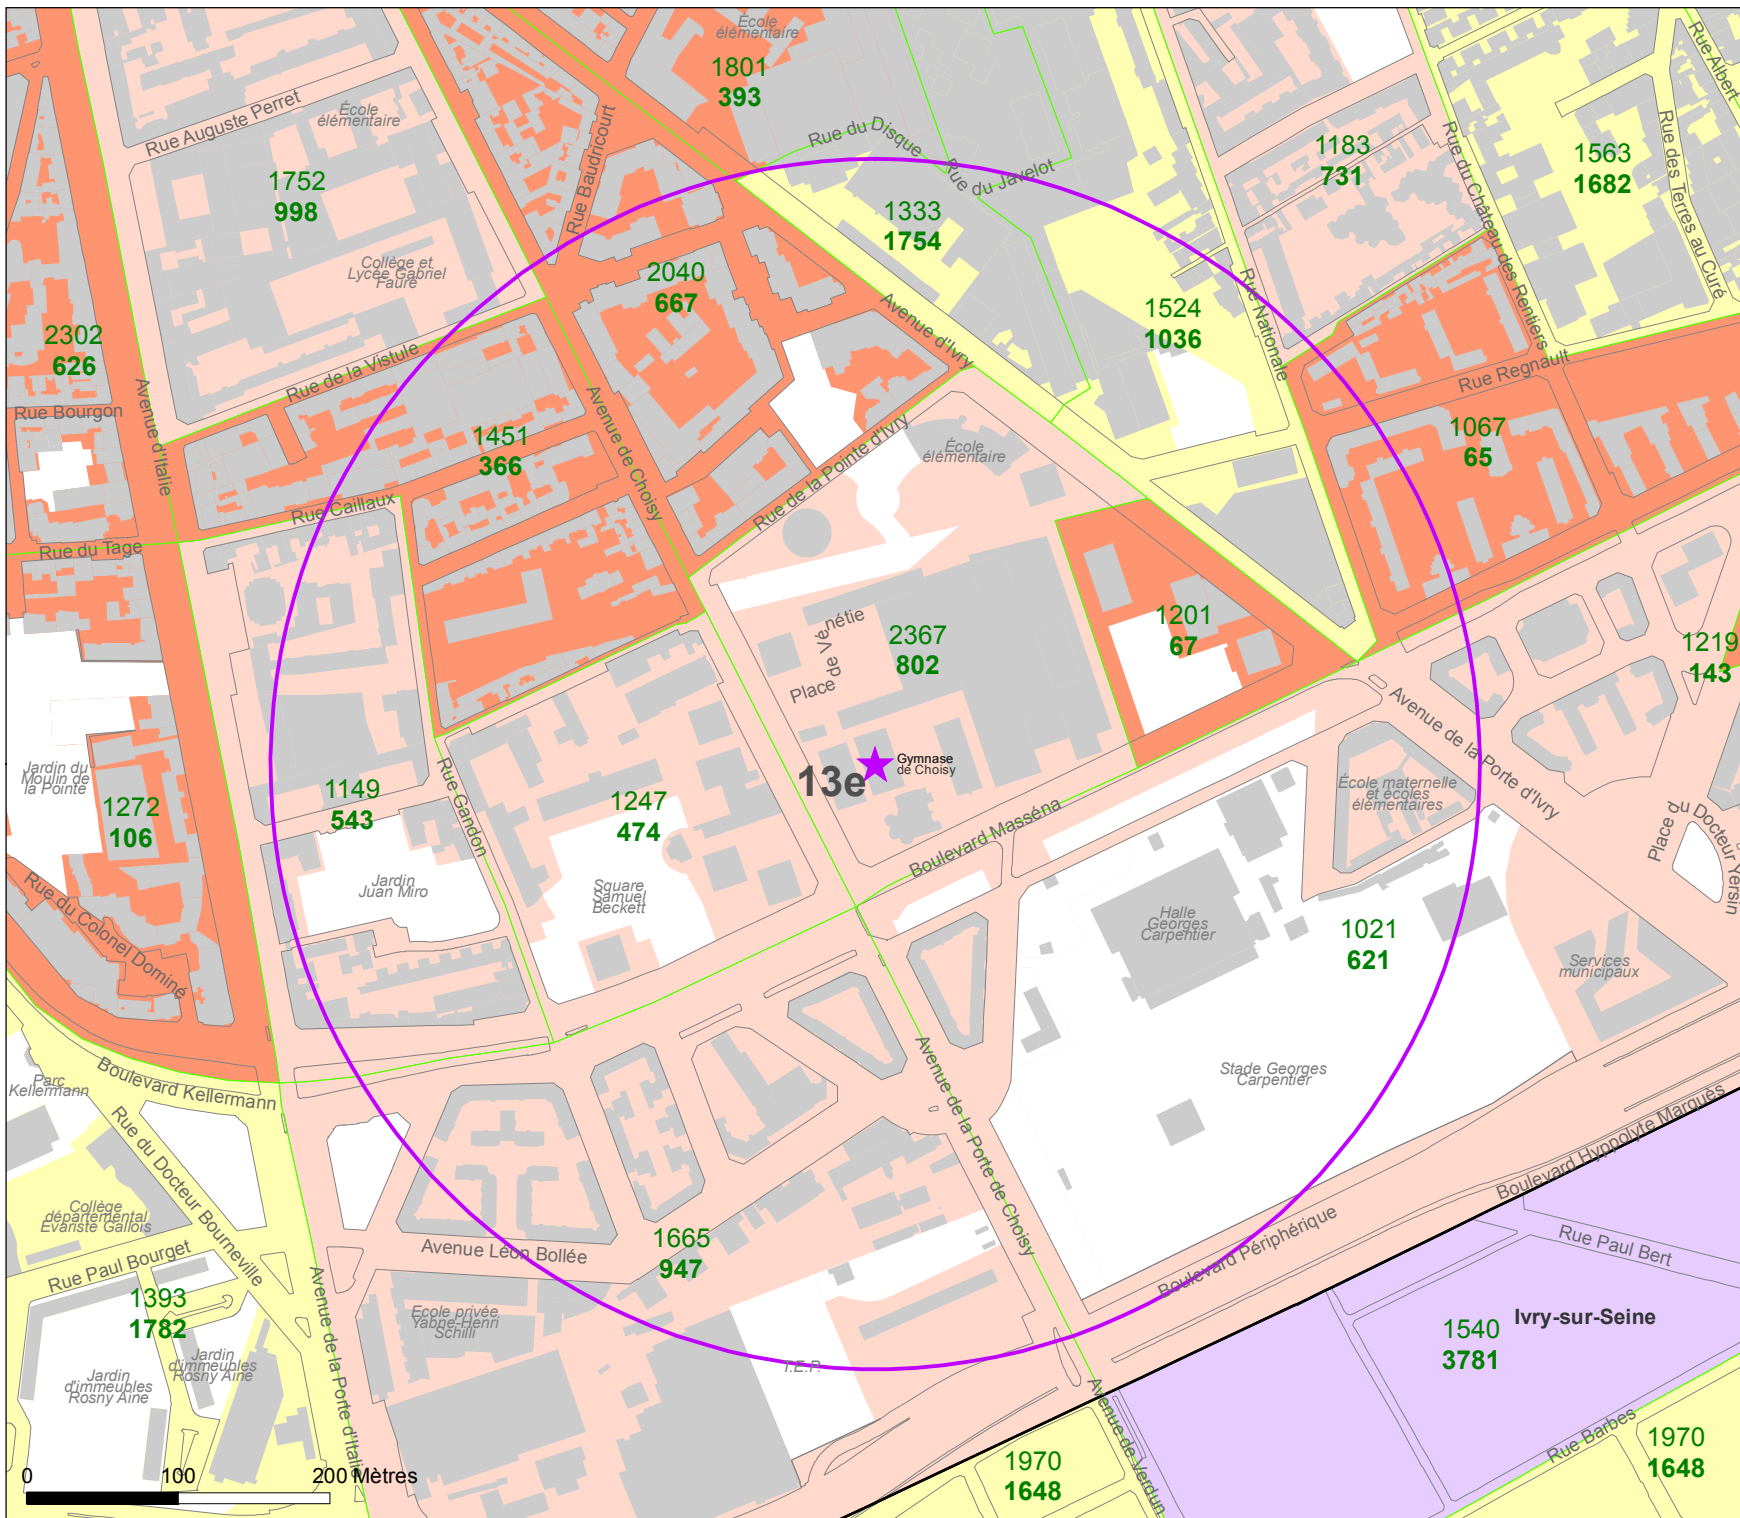 École
élémentaire
1801
393
Rue Albert
Rue Auguste Perret
École
élémentaire
Rue Baudricourt
Rue du Disque
Rue du Javelot
1183
731
Rue du Château des Rentiers
1563
1682
Rue des Terres au Curé
1752
998
1333
1754
Collège et
Lycée Gabriel
Faure
2040
667
Avenue d'Ivry
1524
1036
Rue Nationale
2302
626
Rue de la Vistule
Rue Bourgon
Avenue d'Italie
Avenue de Choisy
Rue Regnault
1451
366
École
élémentaire
1067
65
Rue de la Pointe d'Ivry
Rue Caillaux
Rue du Tage
Place de Vénétie
2367
802
1201
67
1219
143
Avenue de la Porte d'Ivry
Jardin du
Moulin de
la Pointe
1272
106
1149
543
Rue Gandon
1247
474
13e
Gymnase
de Choisy
École maternelle
et écoles
élémentaires
Place du Docteur Yersin
Boulevard Masséna
Jardin
Juan Miro
Square
Samuel
Beckett
Halle
Georges
Carpentier
1021
621
Rue du Colonel Dominé
Services
municipaux
Parc
Kellermann
Boulevard Kellermann
Stade Georges
Carpentier
Avenue de la Porte de Choisy
Boulevard Hyppolyte Marquès
Rue du Docteur Bourneville
Collège
départemental
Evariste Gallois
Rue Paul Bourget
Avenue Léon Bollée
1665
947
Boulevard Périphérique
Rue Paul Bert
1393
1782
Avenue de la Porte d'Italie
Ecole privée
Yabne-Henri
Schilli
1540
3781
Ivry-sur-Seine
Jardin
d'immeubles
Rosny Aine
Jardin
d'immeubles
Rosny Aine
T.E.P.
Avenue de Verdun
Rue Barbes
1970
1648
1970
1648
0 100 200 Mètres